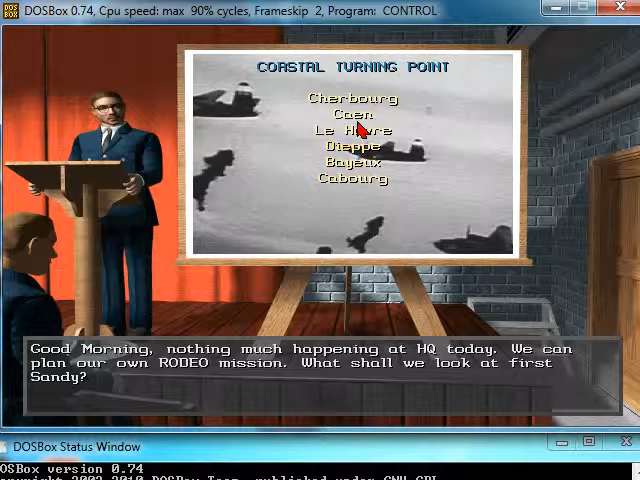 DOSBox 0.74, Cpu speed: max 90% cycles, Frameskip 2, Program: CONTROL
COASTAL TURNING POINT
Cherbourg
Caen
Le Havre
Dieppe
Bayeux
Cabourg
Good Morning, nothing much happening at HQ today. We can
plan our own RODEO mission. What shall we look at first
Sandy?
DOSBox Status Window
OSBox version 0.74